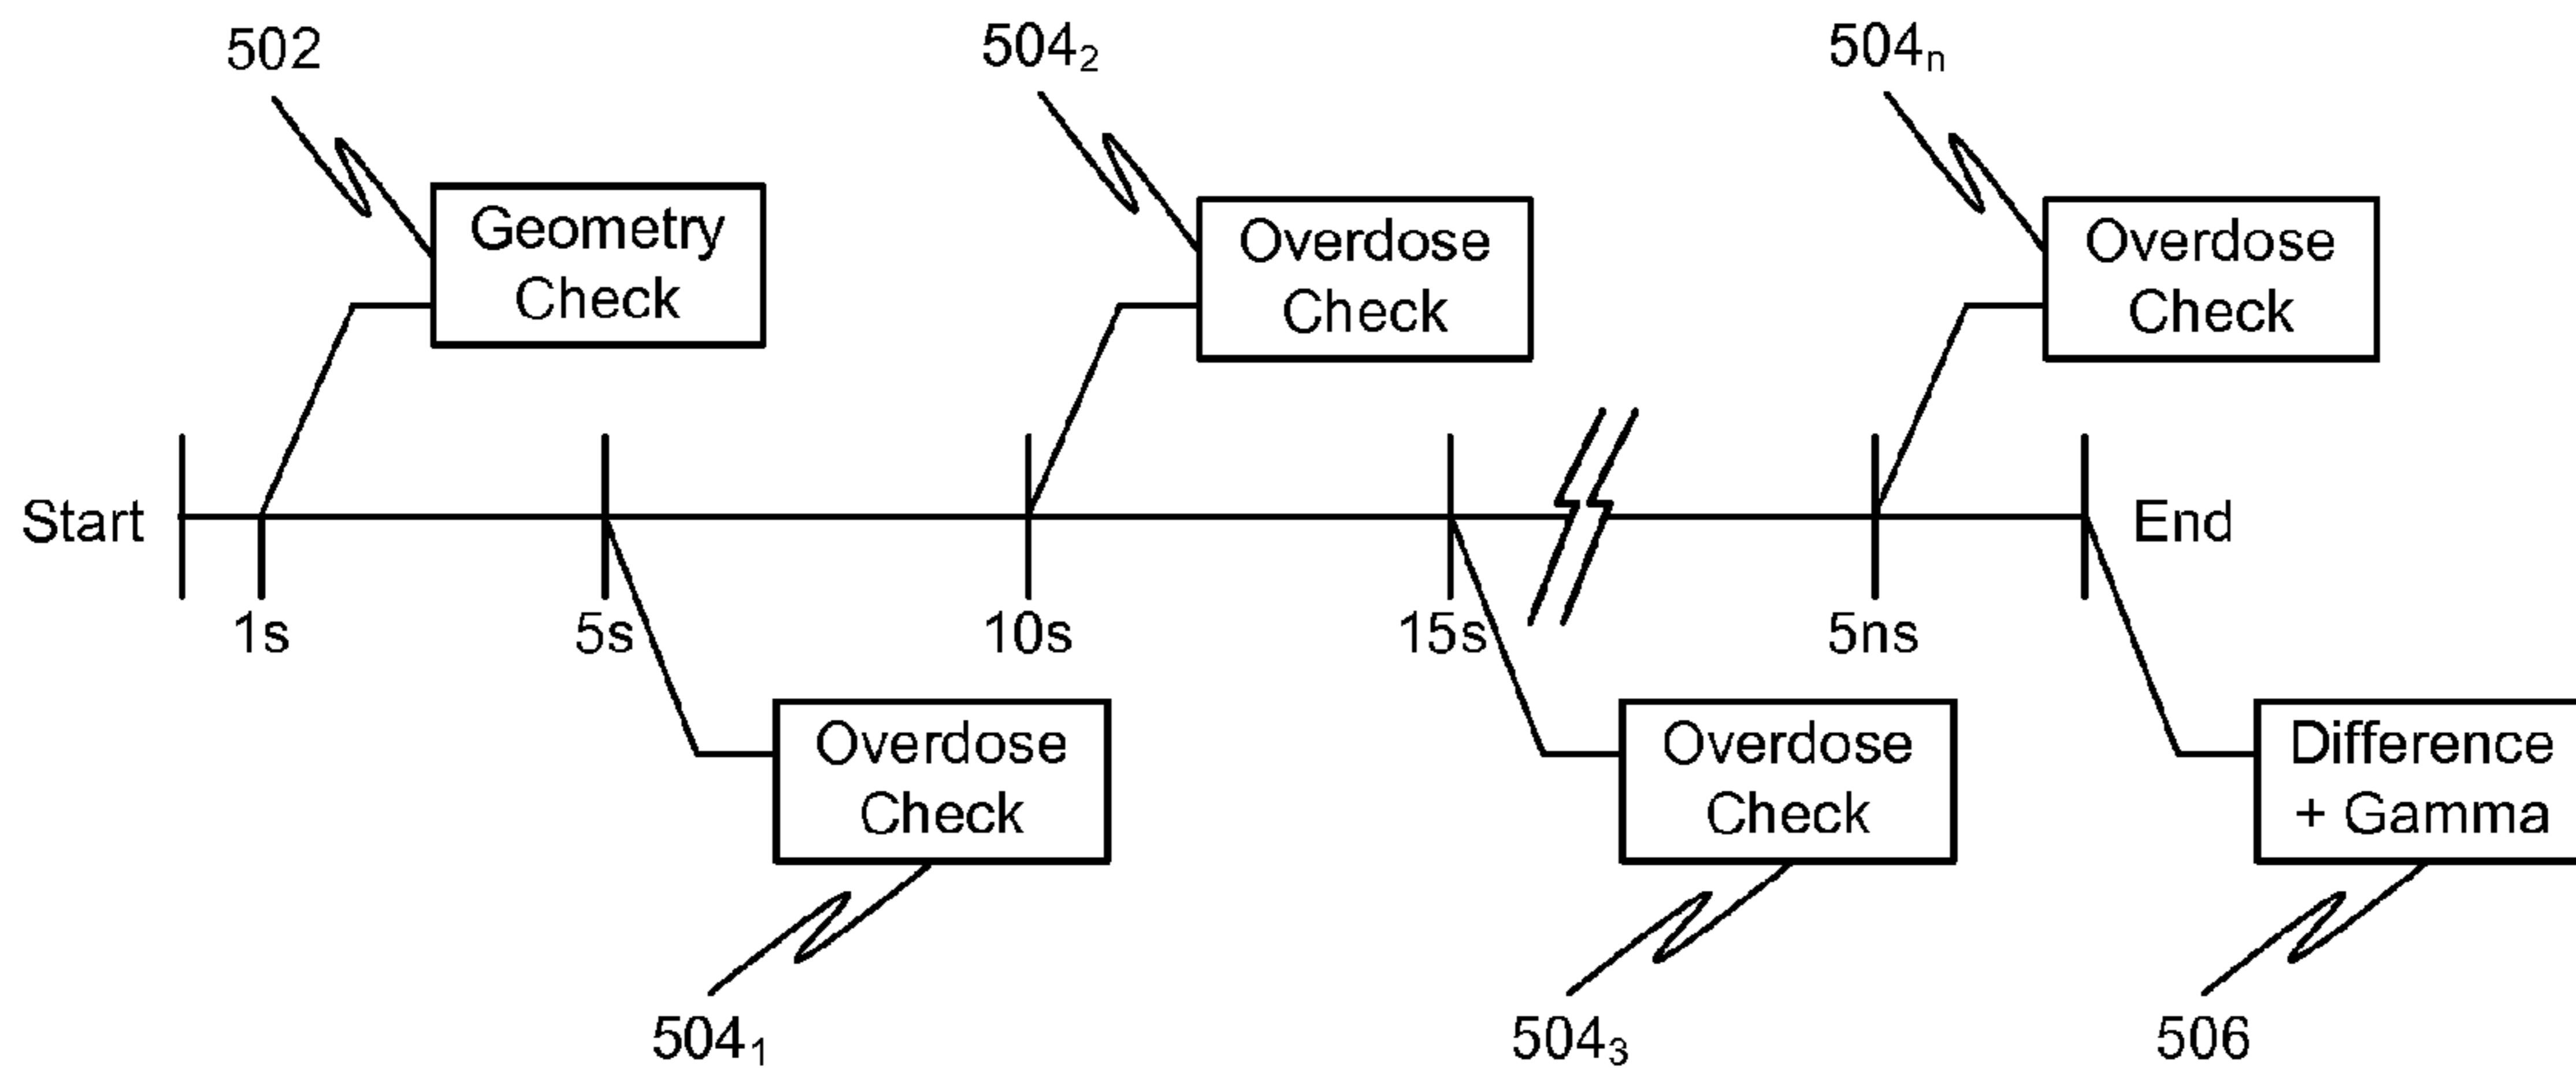 502
504₂
504ₙ
Geometry
Check
Overdose
Check
Overdose
Check
Start
End
1s
5s
10s
15s
5ns
Overdose
Check
Overdose
Check
Difference
+ Gamma
504₁
504₃
506